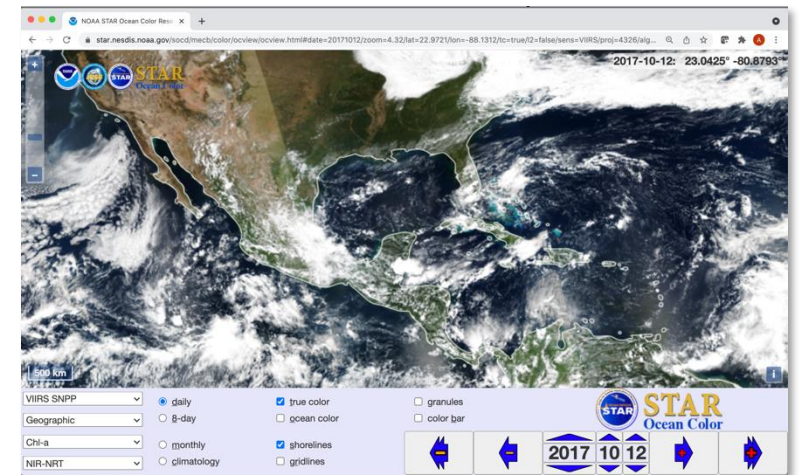 NOAA STAR Ocean Color Rese
star.nesdis.noaa.gov/socd/mecb/color/ocview/ocview.html#date=20171012/zoom=4.32/lat=22.9721/lon=-88.1312/tc=true/l2=false/sens=VIIRS/proj=4326/alg...
A
2017-10-12: 23.0425° -80.8793°
+
STAR
STAR
Ocean Color
−
500 km
i
VIIRS SNPP
daily
true color
granules
STAR
STAR
Ocean Color
Geographic
8-day
ocean color
color bar
Chl-a
monthly
shorelines
2017 10 12
NIR-NRT
climatology
gridlines